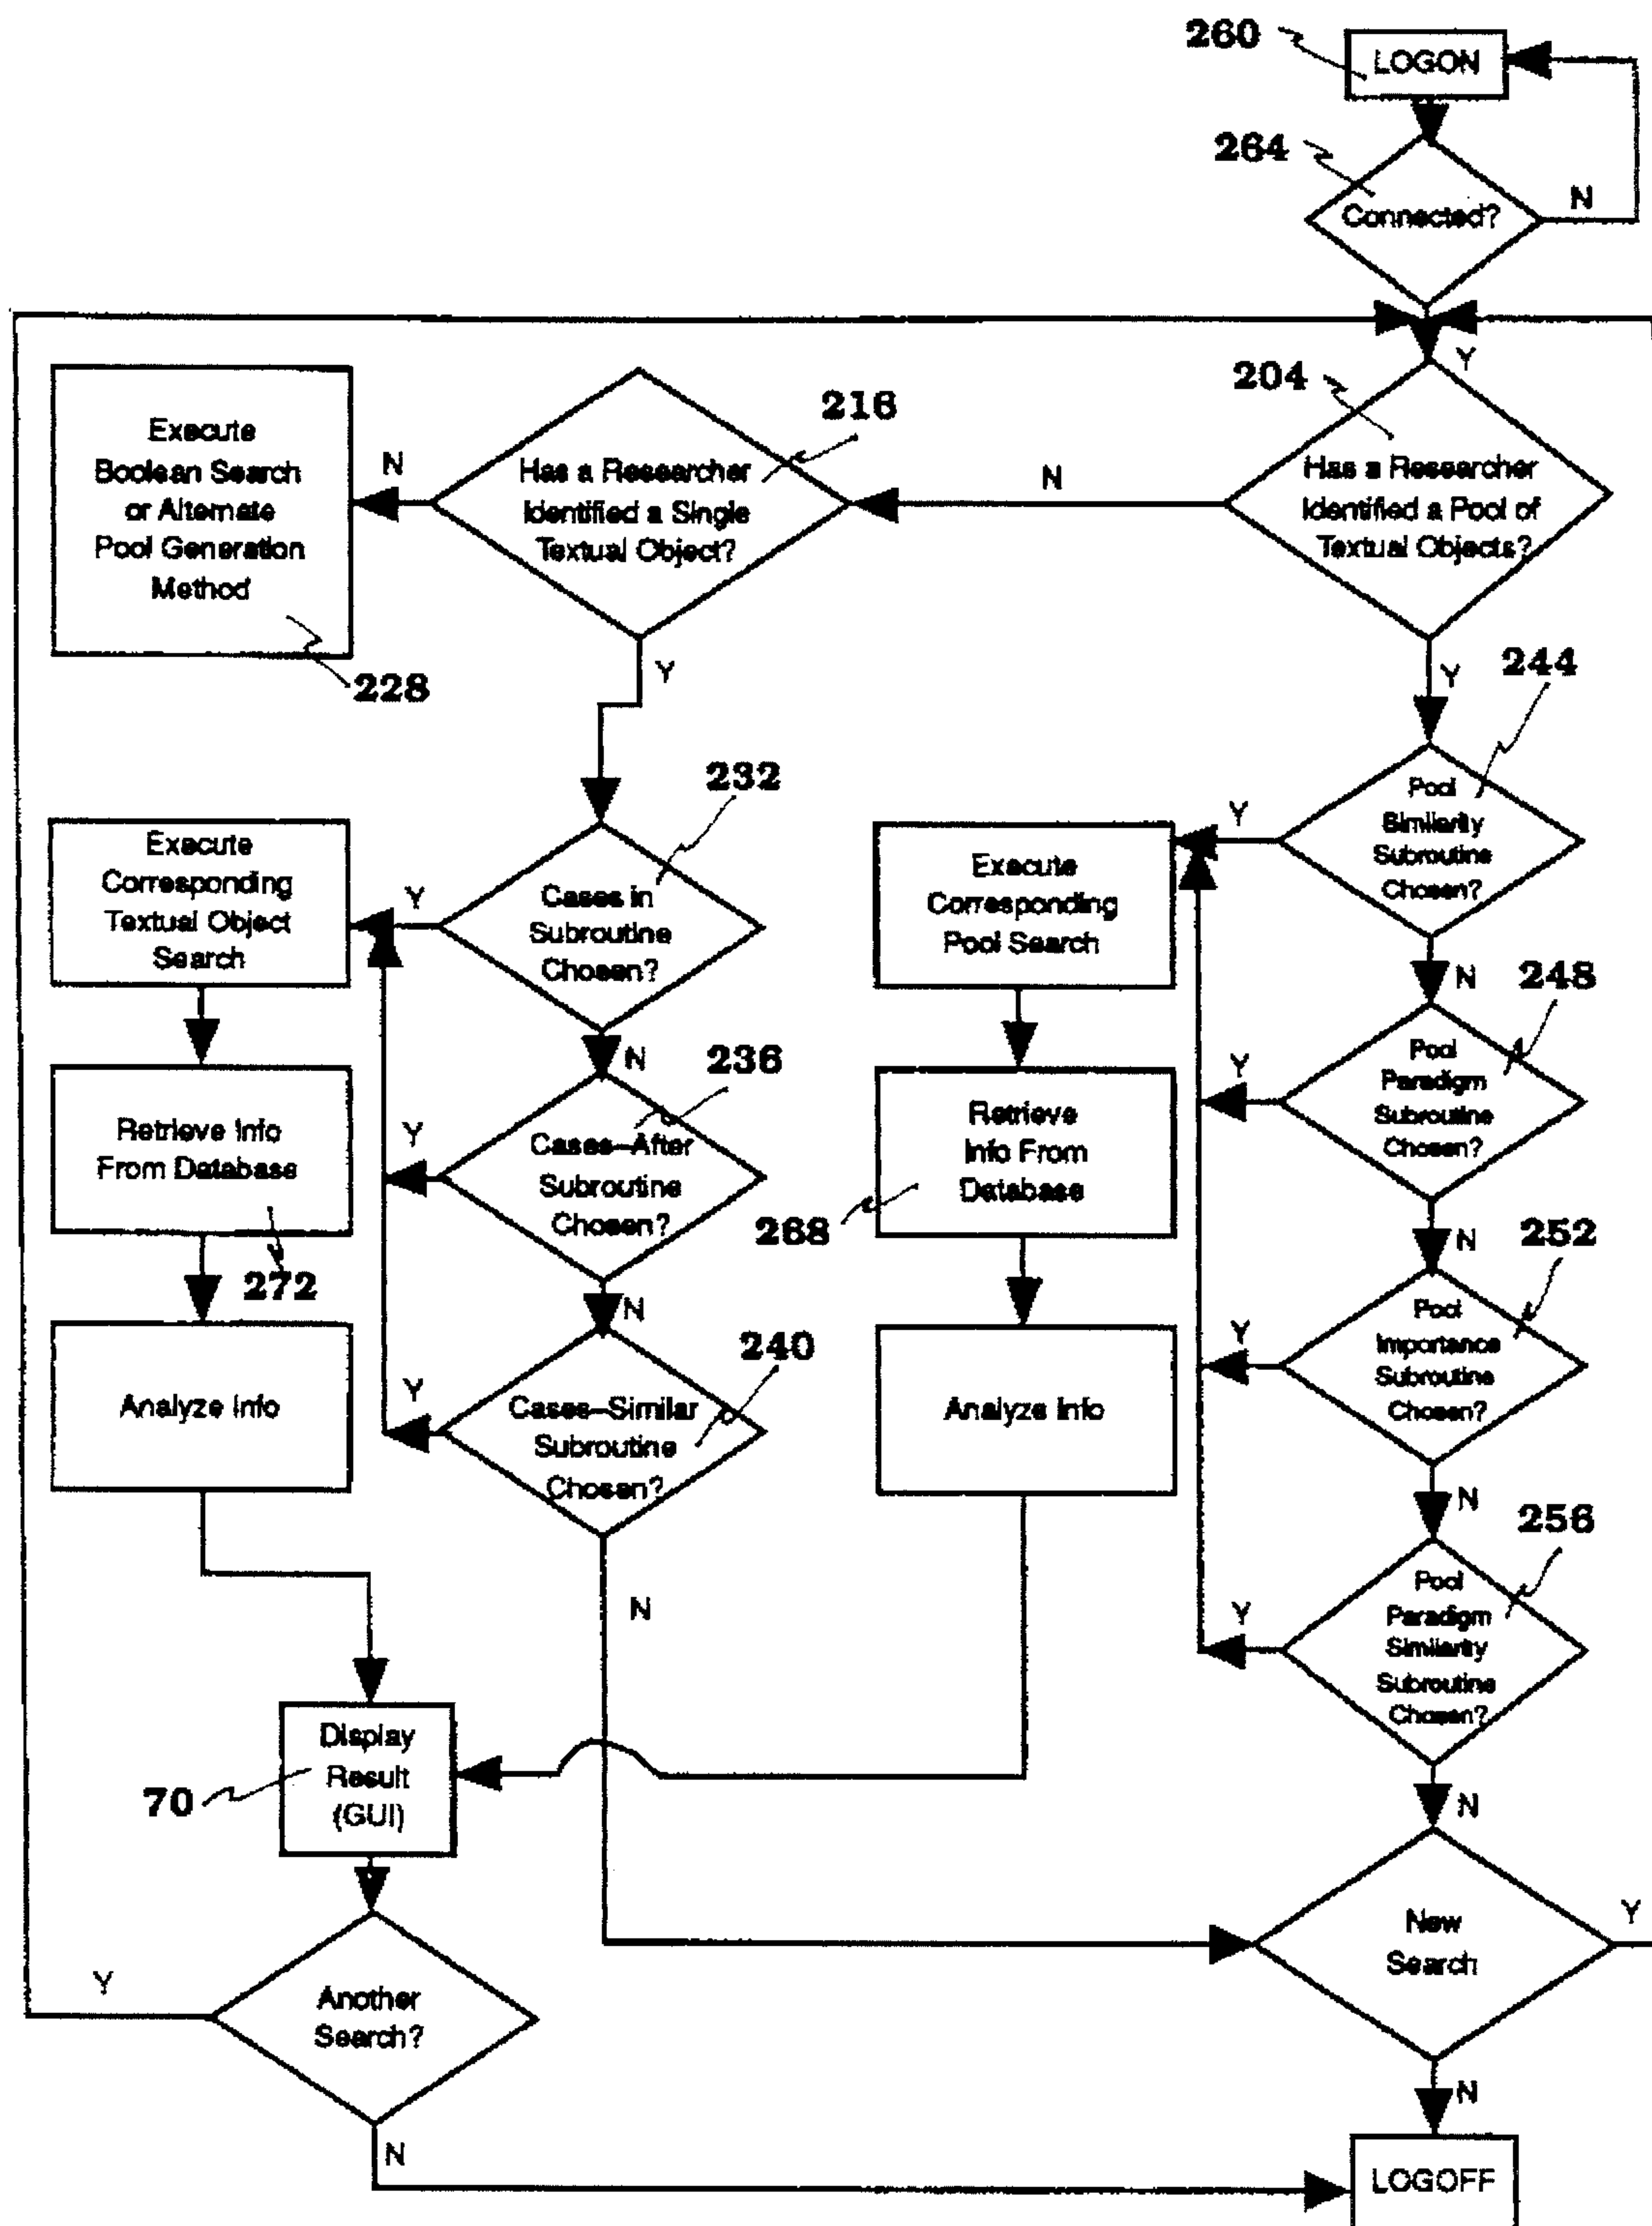 260
LOGON
264
Connected?
N
Y
204
Has a Researcher
Identified a Pool of
Textual Objects?
N
216
Has a Researcher
Identified a Single
Textual Object?
N
Execute
Boolean Search
or Alternate
Pool Generation
Method
228
Y
Y
244
Pool
Similarity
Subroutine
Chosen?
Y
N
232
Cases in
Subroutine
Chosen?
Y
N
Execute
Corresponding
Textual Object
Search
Execute
Corresponding
Pool Search
248
Pool
Paradigm
Subroutine
Chosen?
Y
N
236
Cases-After
Subroutine
Chosen?
Y
N
Retrieve Info
From Database
272
Retrieve
Info From
Database
268
252
Pool
Importance
Subroutine
Chosen?
Y
N
240
Cases-Similar
Subroutine
Chosen?
Y
N
Analyze Info
Analyze Info
256
Pool
Paradigm
Similarity
Subroutine
Chosen?
Y
N
Display
Result
(GUI)
70
New
Search
Y
N
Another
Search?
Y
N
LOGOFF